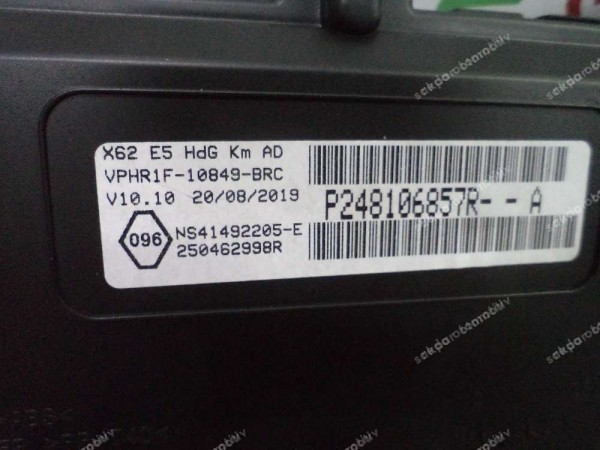 X62 E5 HdG Km AD
VPHR1F-10849-BRC
V10.10 20/08/2019
P248106857R- - A
096
NS41492205-E
250462998R